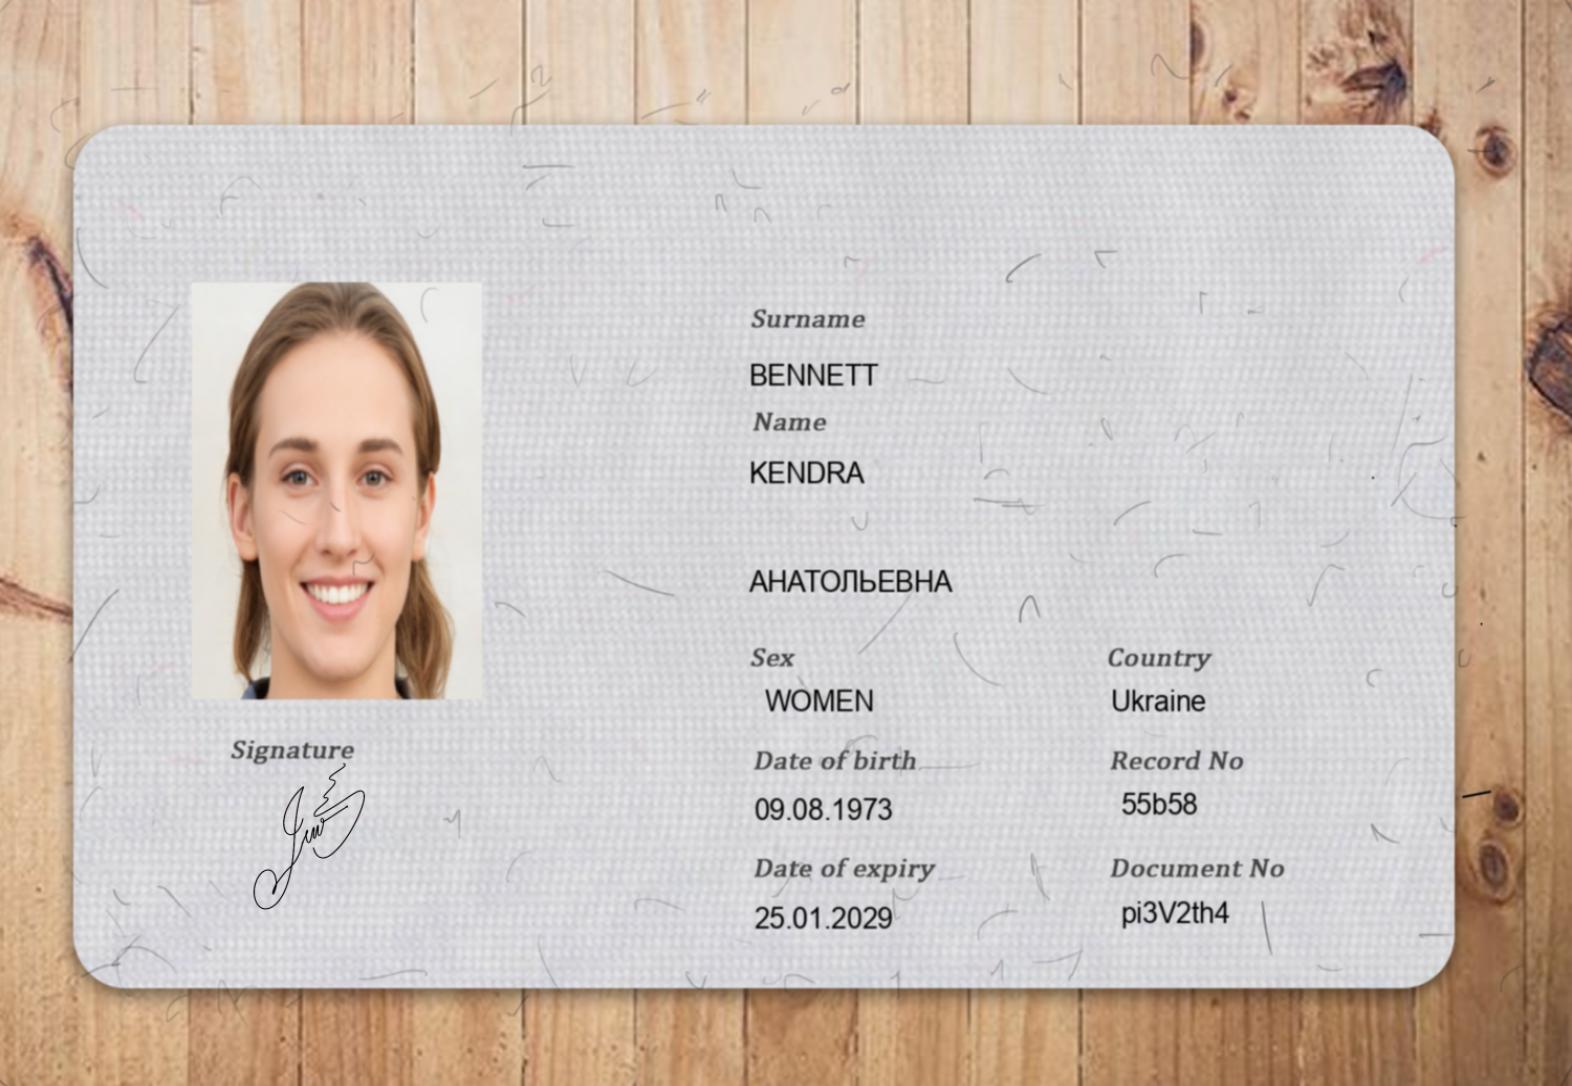 Surname
BENNETT
Name
KENDRA
АНАТОЛЬЕВНА
Sex
WOMEN
Country
Ukraine
Signature
Date of birth
09.08.1973
Record No
55b58
Date of expiry
25.01.2029
Document No
pi3V2th4